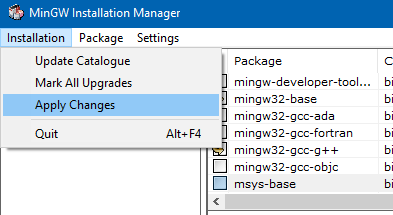 MinGW Installation Manager
Installation Package Settings
Update Catalogue
Mark All Upgrades
Apply Changes
Quit Alt+F4
Package C
mingw-developer-tool... bi
mingw32-base bi
mingw32-gcc-ada bi
mingw32-gcc-fortran bi
mingw32-gcc-g++ bi
mingw32-gcc-objc bi
msys-base bi